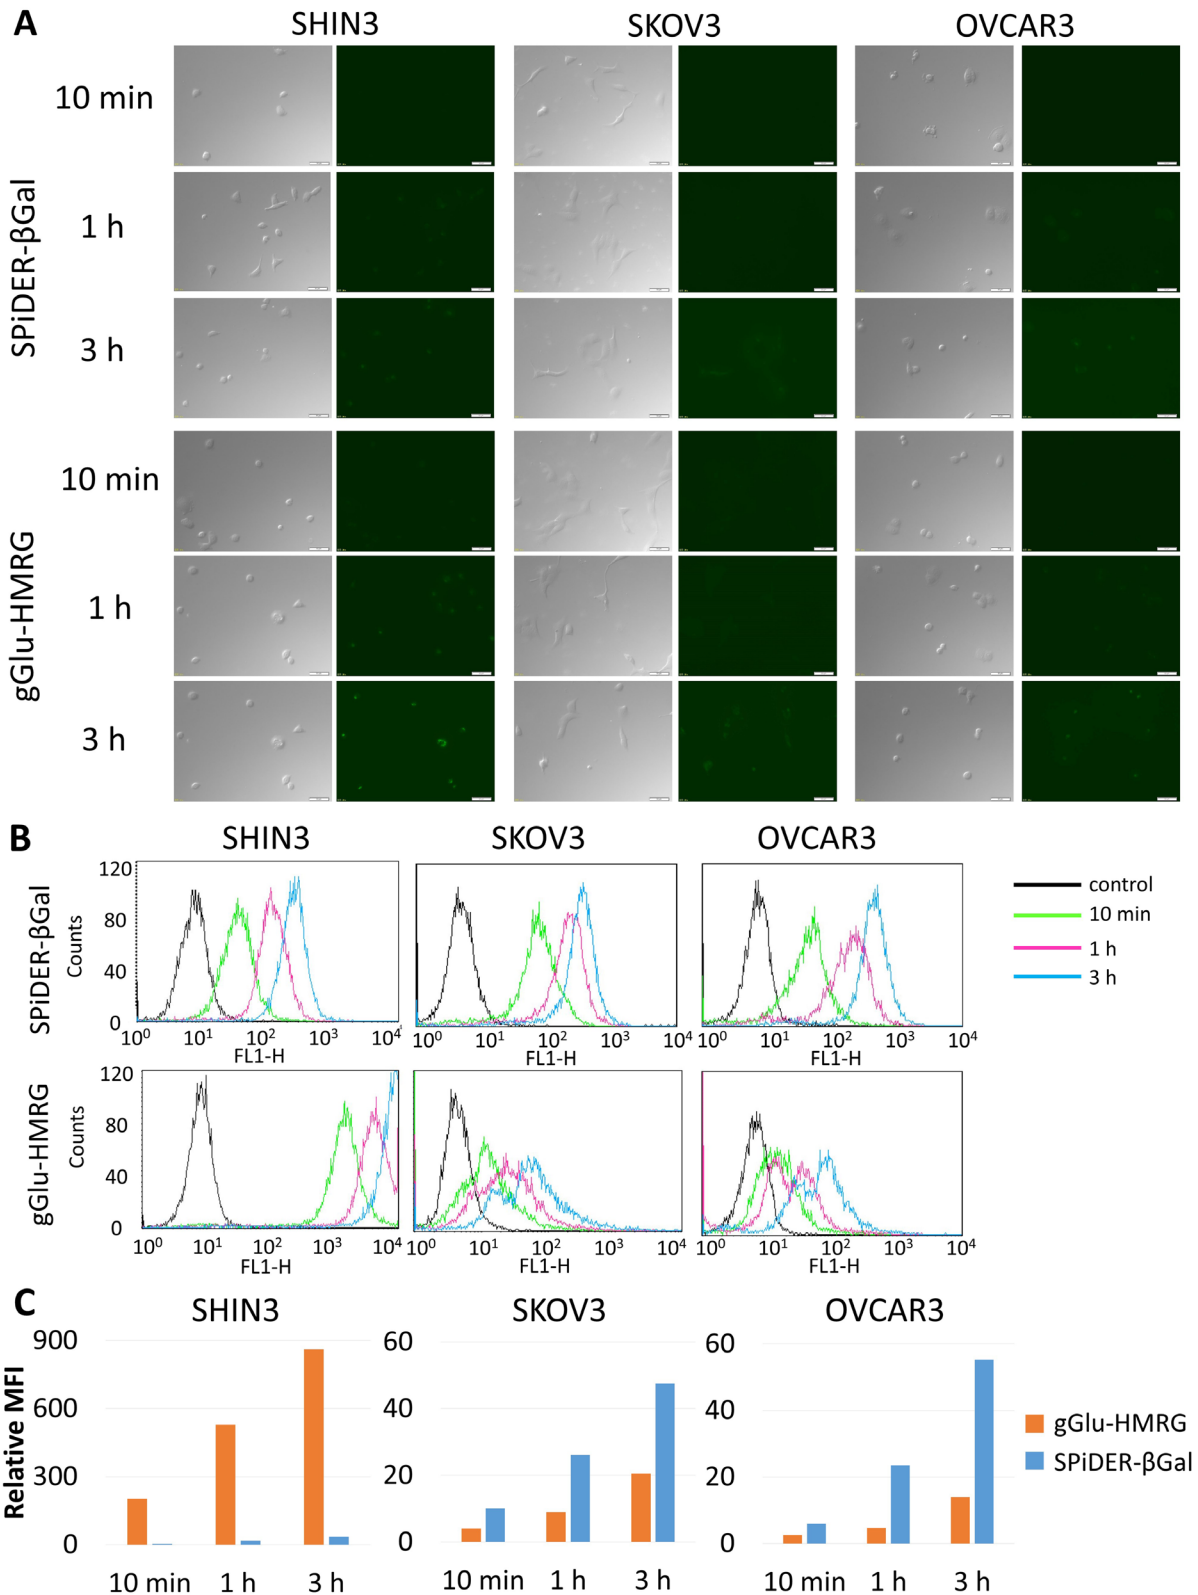 A
SHIN3
SKOV3
OVCAR3
SPiDER-βGal
10 min
1 h
3 h
gGlu-HMRG
10 min
1 h
3 h
B
SHIN3
SKOV3
OVCAR3
SPiDER-βGal
Counts
120
80
40
0
10⁰ 10¹ 10² 10³ 10⁴
FL1-H
10⁰ 10¹ 10² 10³ 10⁴
FL1-H
10⁰ 10¹ 10² 10³ 10⁴
FL1-H
control
10 min
1 h
3 h
gGlu-HMRG
Counts
120
80
40
0
10⁰ 10¹ 10² 10³ 10⁴
FL1-H
10⁰ 10¹ 10² 10³ 10⁴
FL1-H
10⁰ 10¹ 10² 10³ 10⁴
FL1-H
C
SHIN3
SKOV3
OVCAR3
Relative MFI
900
600
300
0
10 min 1 h 3 h
60
40
20
0
10 min 1 h 3 h
60
40
20
0
10 min 1 h 3 h
gGlu-HMRG
SPiDER-βGal